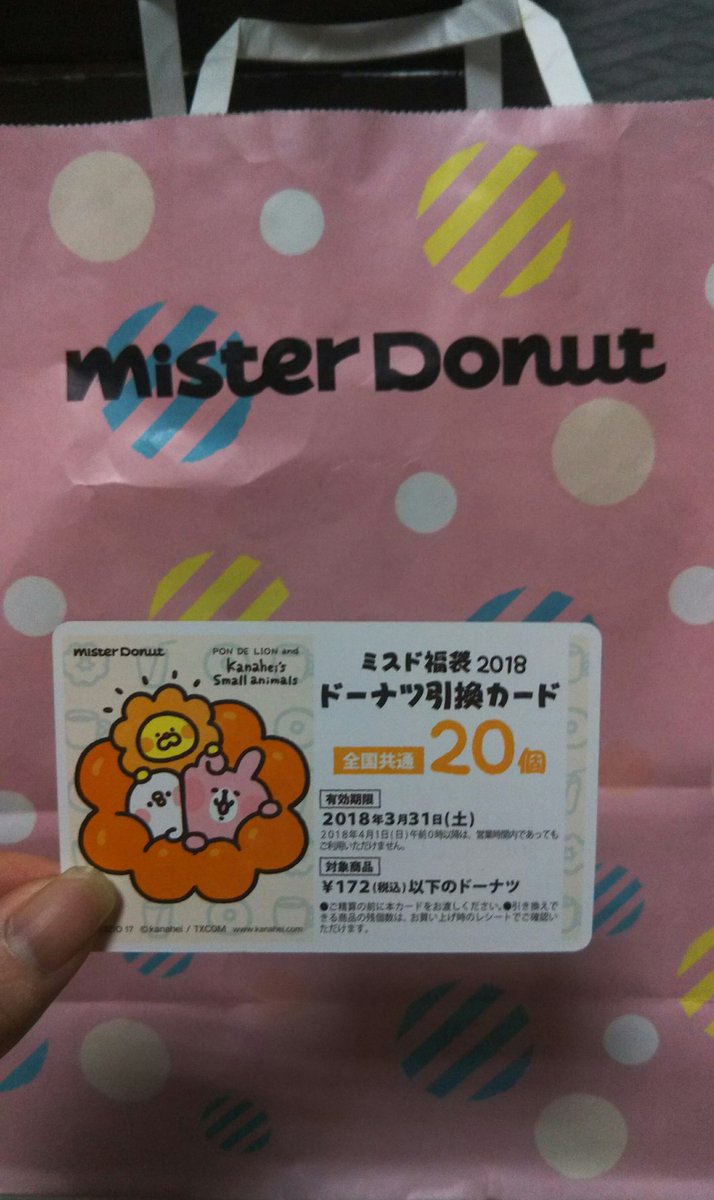 mister Donut
mister Donut
PON DE LION and
Kanahei's
Small animals
ミスド福袋2018
ドーナツ引換カード
全国共通 20個
有効期限
2018年3月31日(土)
2018年4月1日(日)午前0時以降は、営業時間内であっても
ご利用いただけません。
対象商品
¥172(税込)以下のドーナツ
●ご精算の前に本カードをお渡しください。●引き換えで
きる商品の残個数は、お買い上げ時のレシートでご確認い
ただけます。
17 ©kanahei / TXCOM www.kanahei.com